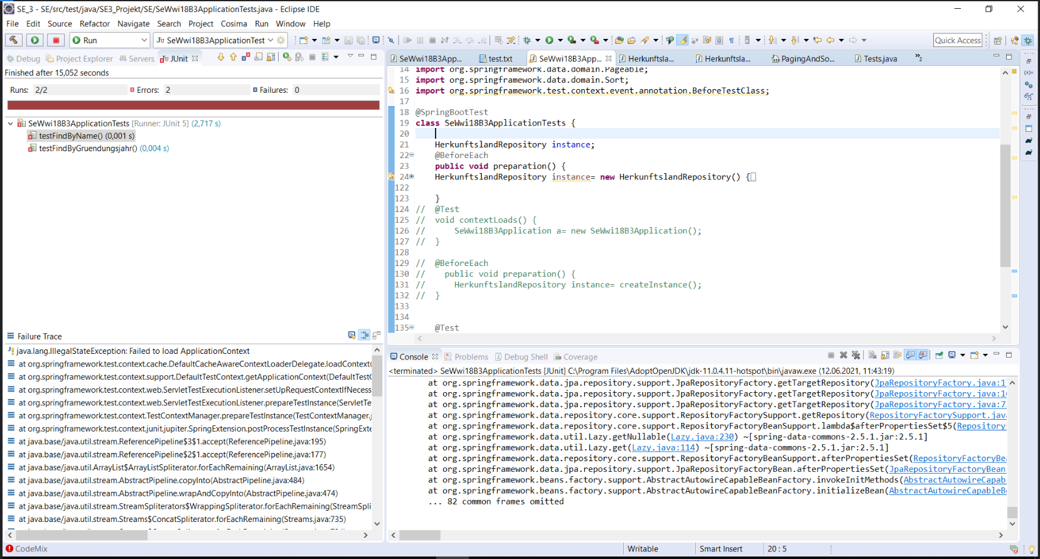 SE_3 - SE/src/test/java/SE3_Projekt/SE/SeWwi18B3ApplicationTests.java - Eclipse IDE
File Edit Source Refactor Navigate Search Project Cosima Run Window Help
Run
Ju SeWwi18B3ApplicationTest
Quick Access
Debug Project Explorer Servers JUnit
Finished after 15,052 seconds
Runs: 2/2 Errors: 2 Failures: 0
SeWwi18B3ApplicationTests [Runner: JUnit 5] (2,717 s)
testFindByName() (0,001 s)
testFindByGruendungsjahr() (0,004 s)
Failure Trace
java.lang.IllegalStateException: Failed to load ApplicationContext
at org.springframework.test.context.cache.DefaultCacheAwareContextLoaderDelegate.loadContext(
at org.springframework.test.context.support.DefaultTestContext.getApplicationContext(DefaultTest
at org.springframework.test.context.web.ServletTestExecutionListener.setUpRequestContextIfNecess
at org.springframework.test.context.web.ServletTestExecutionListener.prepareTestInstance(ServletTe
at org.springframework.test.context.TestContextManager.prepareTestInstance(TestContextManager.
at org.springframework.test.context.junit.jupiter.SpringExtension.postProcessTestInstance(SpringExte
at java.base/java.util.stream.ReferencePipeline$3$1.accept(ReferencePipeline.java:195)
at java.base/java.util.stream.ReferencePipeline$2$1.accept(ReferencePipeline.java:177)
at java.base/java.util.ArrayList$ArrayListSpliterator.forEachRemaining(ArrayList.java:1654)
at java.base/java.util.stream.AbstractPipeline.copyInto(AbstractPipeline.java:484)
at java.base/java.util.stream.AbstractPipeline.wrapAndCopyInto(AbstractPipeline.java:474)
at java.base/java.util.stream.StreamSpliterators$WrappingSpliterator.forEachRemaining(StreamSpli
at java.base/java.util.stream.Streams$ConcatSpliterator.forEachRemaining(Streams.java:735)
SeWwi18B3App... test.txt SeWwi18B3App... Herkunftsla... Herkunftsla... PagingAndSo... Tests.java
14 import org.springframework.data.domain.Pageable;
15 import org.springframework.data.domain.Sort;
16 import org.springframework.test.context.event.annotation.BeforeTestClass;
17
18 @SpringBootTest
19 class SeWwi18B3ApplicationTests {
20
21 HerkunftslandRepository instance;
22 @BeforeEach
23 public void preparation() {
24 HerkunftslandRepository instance= new HerkunftslandRepository() {
122
123 }
124 // @Test
125 // void contextLoads() {
126 // SeWwi18B3Application a= new SeWwi18B3Application();
127 // }
128
129 // @BeforeEach
130 // public void preparation() {
131 // HerkunftslandRepository instance= createInstance();
132 // }
133
134
135 @Test
Console Problems Debug Shell Coverage
<terminated> SeWwi18B3ApplicationTests [JUnit] C:\Program Files\AdoptOpenJDK\jdk-11.0.4.11-hotspot\bin\javaw.exe (12.06.2021, 11:43:19)
at org.springframework.data.jpa.repository.support.JpaRepositoryFactory.getTargetRepository(JpaRepositoryFactory.java:1
at org.springframework.data.jpa.repository.support.JpaRepositoryFactory.getTargetRepository(JpaRepositoryFactory.java:1
at org.springframework.data.jpa.repository.support.JpaRepositoryFactory.getTargetRepository(JpaRepositoryFactory.java:7
at org.springframework.data.repository.core.support.RepositoryFactorySupport.getRepository(RepositoryFactorySupport.jav
at org.springframework.data.repository.core.support.RepositoryFactoryBeanSupport.lambda$afterPropertiesSet$5(Repository
at org.springframework.data.util.Lazy.getNullable(Lazy.java:230) ~[spring-data-commons-2.5.1.jar:2.5.1]
at org.springframework.data.util.Lazy.get(Lazy.java:114) ~[spring-data-commons-2.5.1.jar:2.5.1]
at org.springframework.data.repository.core.support.RepositoryFactoryBeanSupport.afterPropertiesSet(RepositoryFactoryBe
at org.springframework.data.jpa.repository.support.JpaRepositoryFactoryBean.afterPropertiesSet(JpaRepositoryFactoryBean
at org.springframework.beans.factory.support.AbstractAutowireCapableBeanFactory.invokeInitMethods(AbstractAutowireCapab
at org.springframework.beans.factory.support.AbstractAutowireCapableBeanFactory.initializeBean(AbstractAutowireCapableBe
... 82 common frames omitted
CodeMix
Writable
Smart Insert
20 : 5